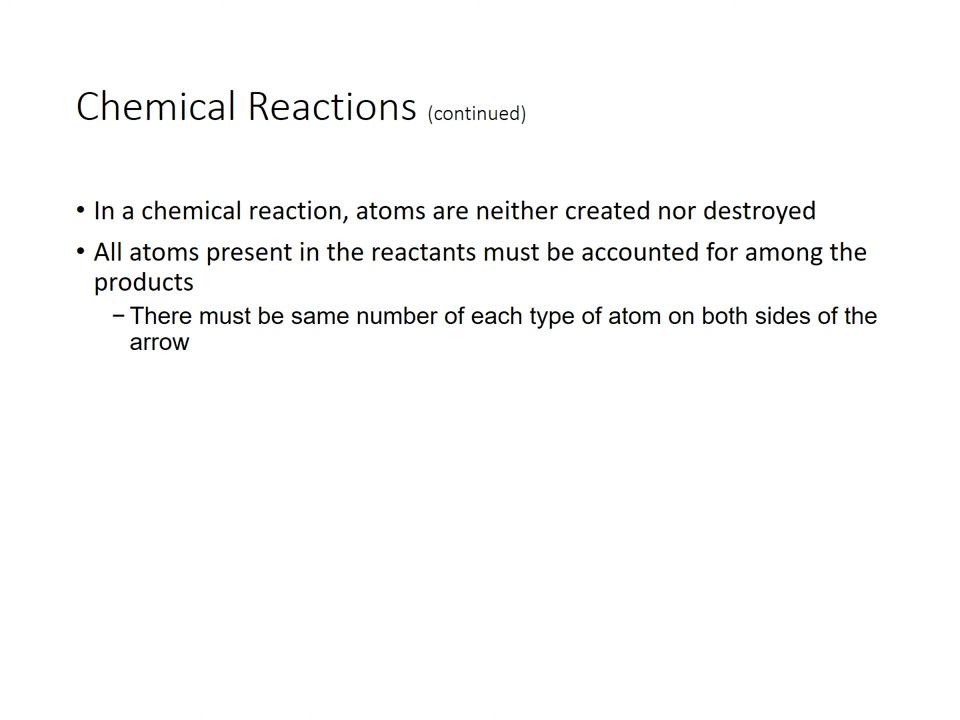 Chemical Reactions (continued)
• In a chemical reaction, atoms are neither created nor destroyed
• All atoms present in the reactants must be accounted for among the
products
– There must be same number of each type of atom on both sides of the
arrow